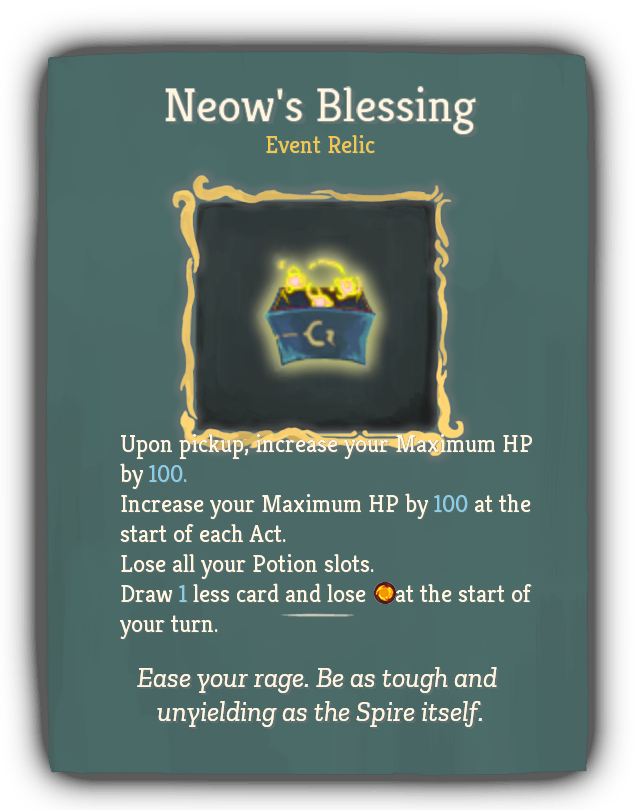 Neow's Blessing
Event Relic
Upon pickup, increase your Maximum HP
by 100.
Increase your Maximum HP by 100 at the
start of each Act.
Lose all your Potion slots.
Draw 1 less card and lose at the start of
your turn.
Ease your rage. Be as tough and
unyielding as the Spire itself.